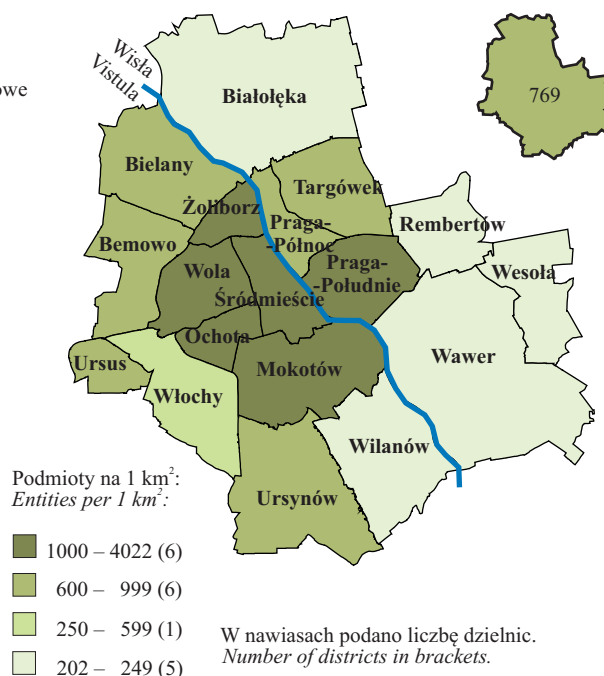 owe
Wisła
Vistula
Białołęka
769
Bielany
Targówek
Żoliborz
Rembertów
Praga-
-Północ
Bemowo
Wola
Praga-
-Południe
Wesoła
Śródmieście
Ochota
Wawer
Ursus
Mokotów
Włochy
Wilanów
Ursynów
Podmioty na 1 km²:
Entities per 1 km²:
1000 – 4022 (6)
600 – 999 (6)
250 – 599 (1)
202 – 249 (5)
W nawiasach podano liczbę dzielnic.
Number of districts in brackets.